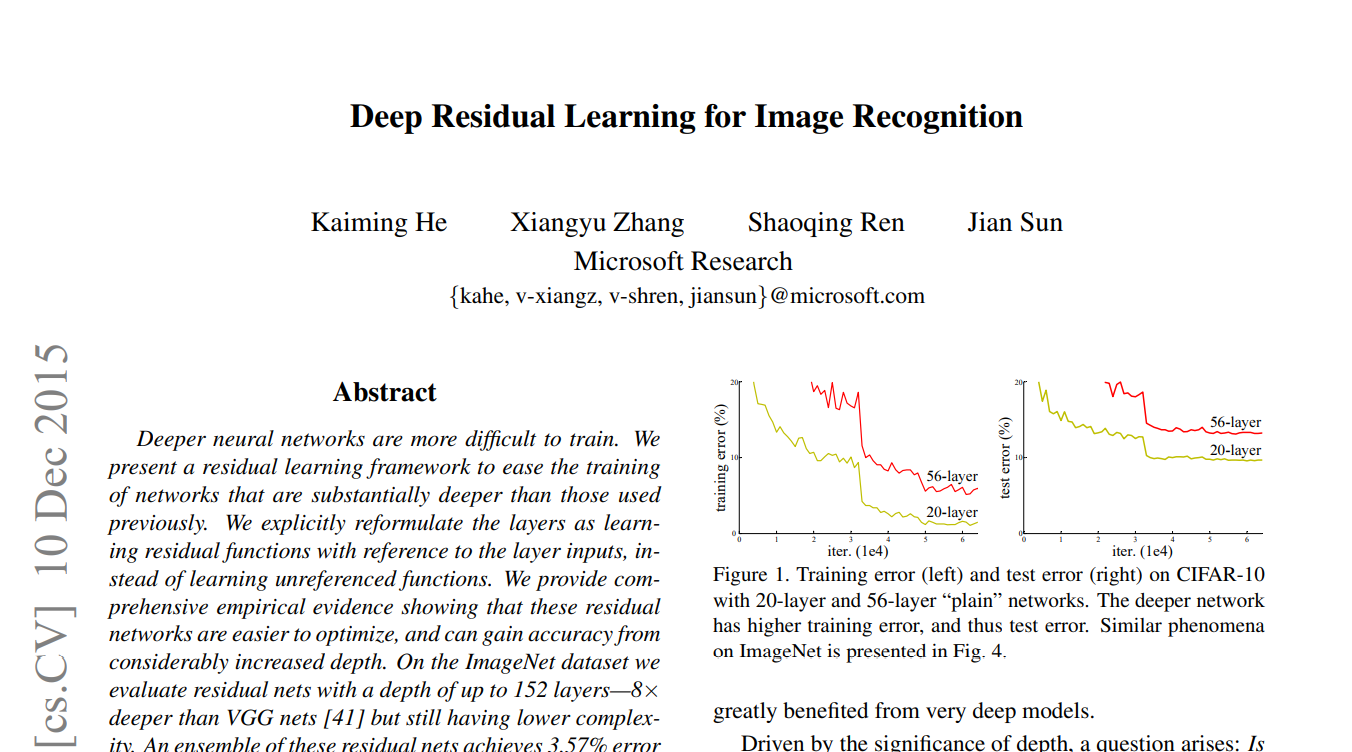 Deep Residual Learning for Image Recognition
Kaiming He Xiangyu Zhang Shaoqing Ren Jian Sun
Microsoft Research
{kahe, v-xiangz, v-shren, jiansun}@microsoft.com
[cs.CV] 10 Dec 2015
Abstract
Deeper neural networks are more difficult to train. We
present a residual learning framework to ease the training
of networks that are substantially deeper than those used
previously. We explicitly reformulate the layers as learn-
ing residual functions with reference to the layer inputs, in-
stead of learning unreferenced functions. We provide com-
prehensive empirical evidence showing that these residual
networks are easier to optimize, and can gain accuracy from
considerably increased depth. On the ImageNet dataset we
evaluate residual nets with a depth of up to 152 layers—8×
deeper than VGG nets [41] but still having lower complex-
ity. An ensemble of these residual nets achieves 3.57% error
20
10
0
training error (%)
56-layer
20-layer
0 1 2 3 4 5 6
iter. (1e4)
20
10
0
test error (%)
56-layer
20-layer
0 1 2 3 4 5 6
iter. (1e4)
Figure 1. Training error (left) and test error (right) on CIFAR-10
with 20-layer and 56-layer “plain” networks. The deeper network
has higher training error, and thus test error. Similar phenomena
on ImageNet is presented in Fig. 4.
greatly benefited from very deep models.
Driven by the significance of depth, a question arises: Is